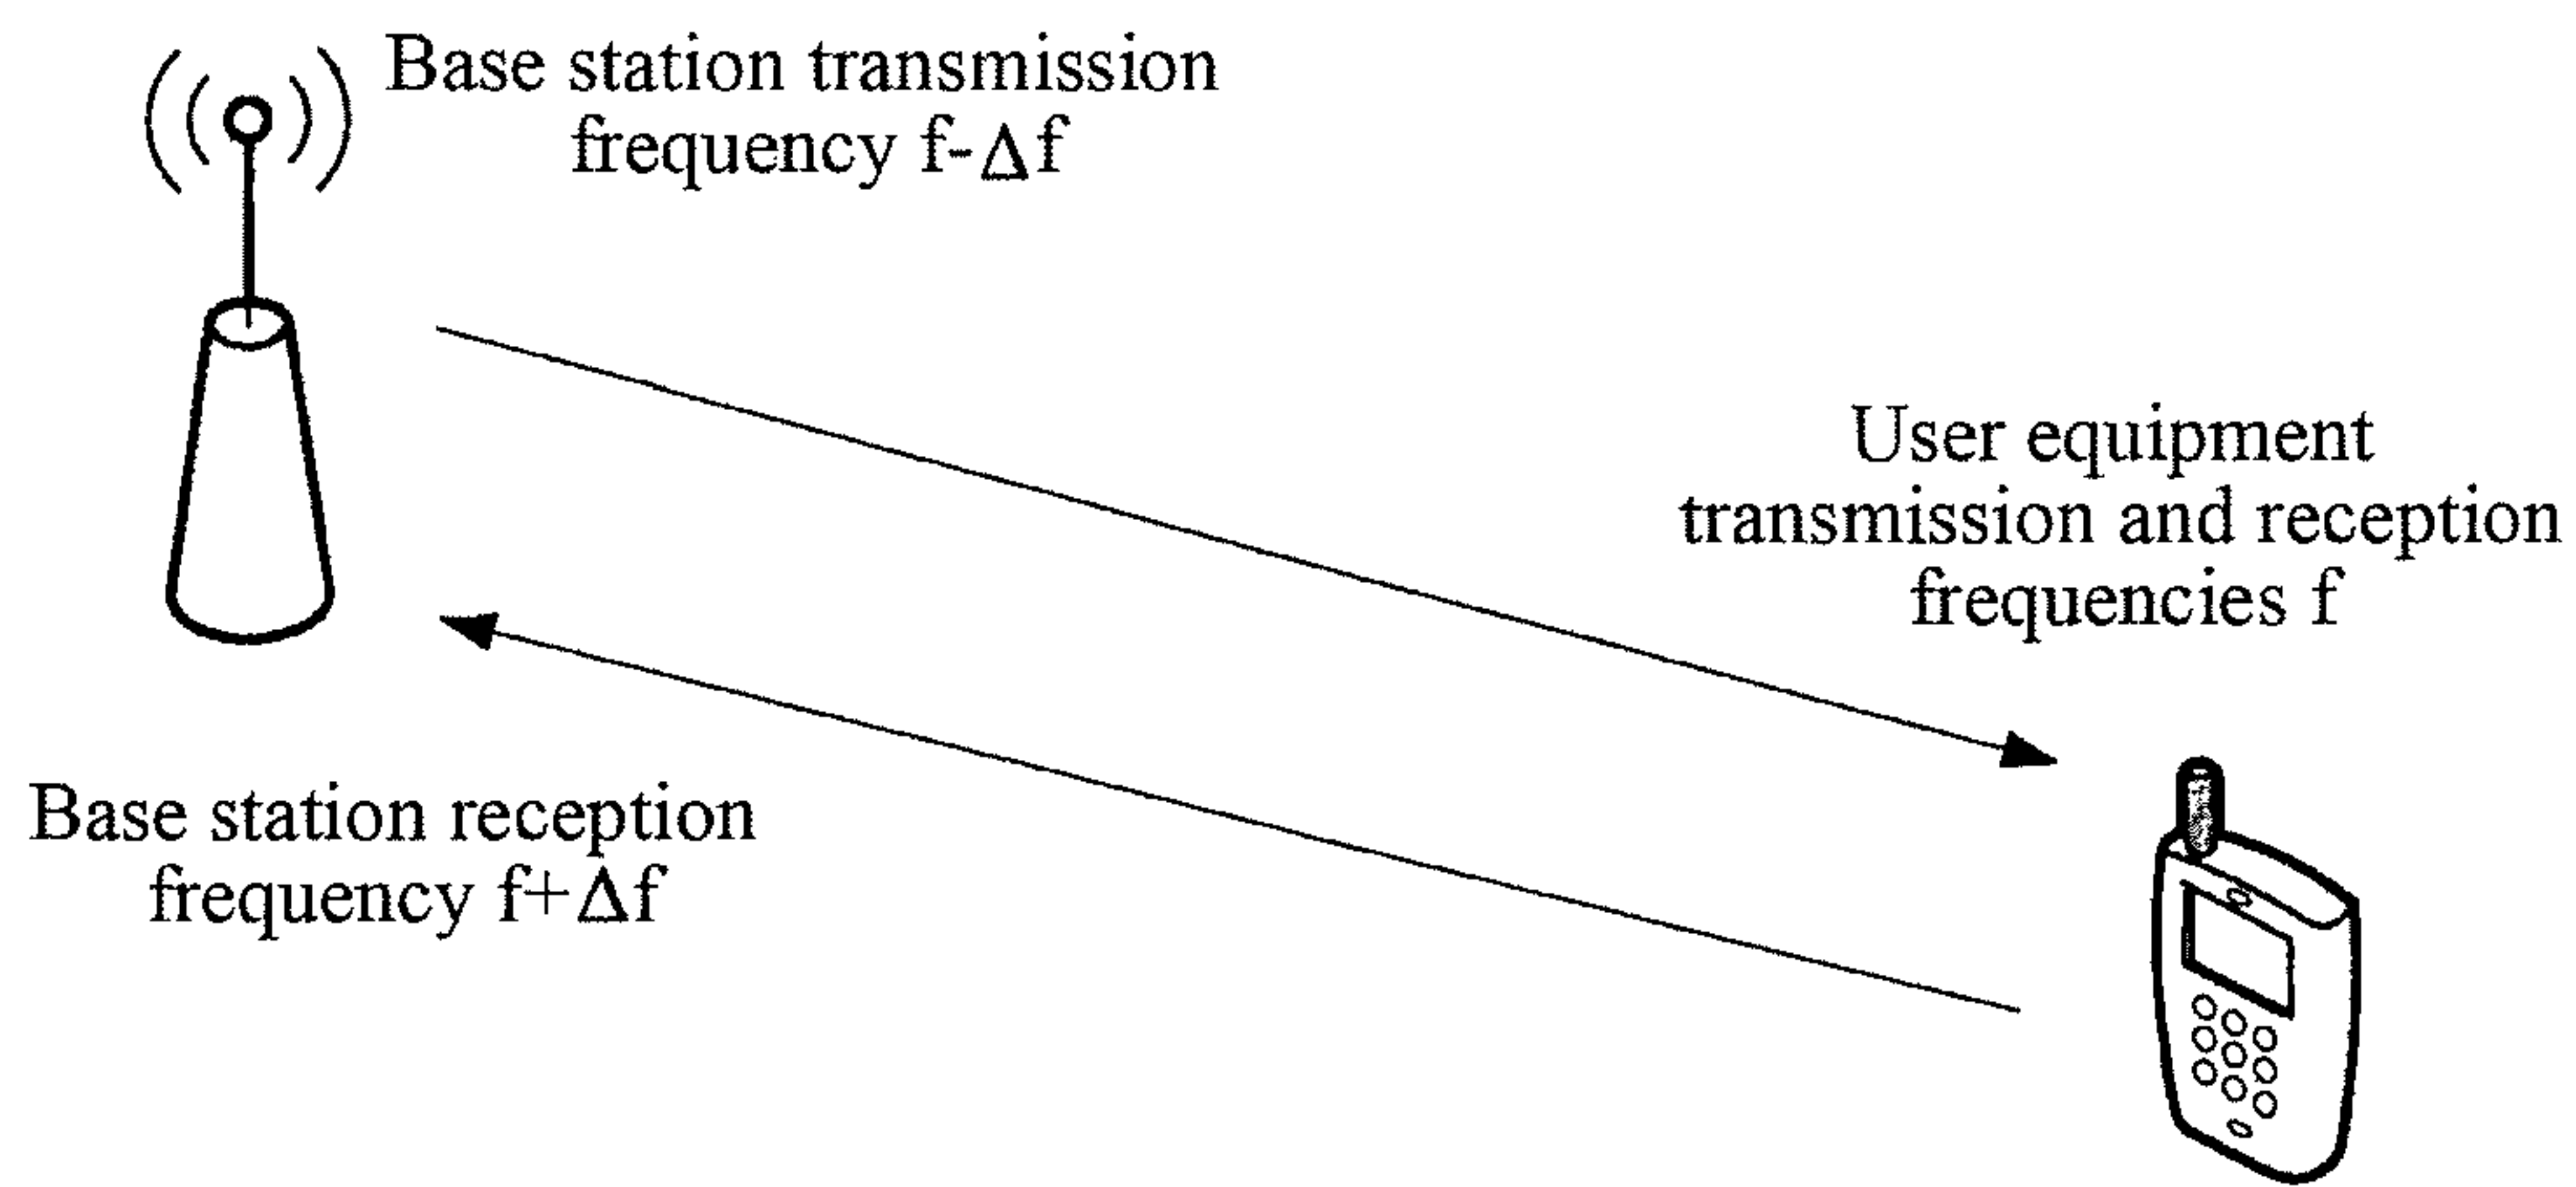 Base station transmission
frequency f-Δf
User equipment
transmission and reception
frequencies f
Base station reception
frequency f+Δf